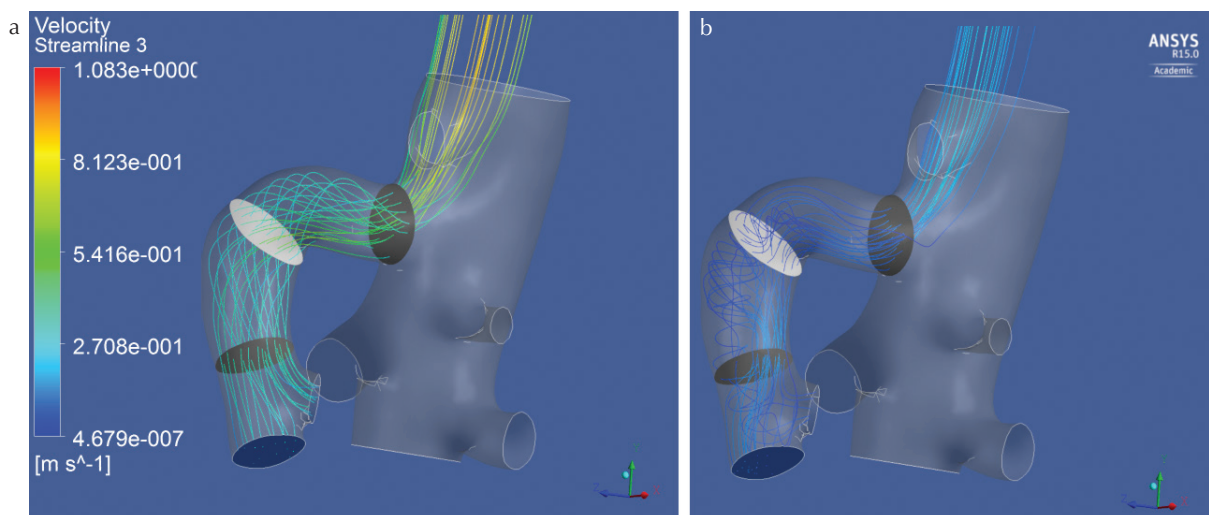 a
Velocity
Streamline 3
1.083e+000
8.123e-001
5.416e-001
2.708e-001
4.679e-007
[m s^-1]
b
ANSYS
R15.0
Academic